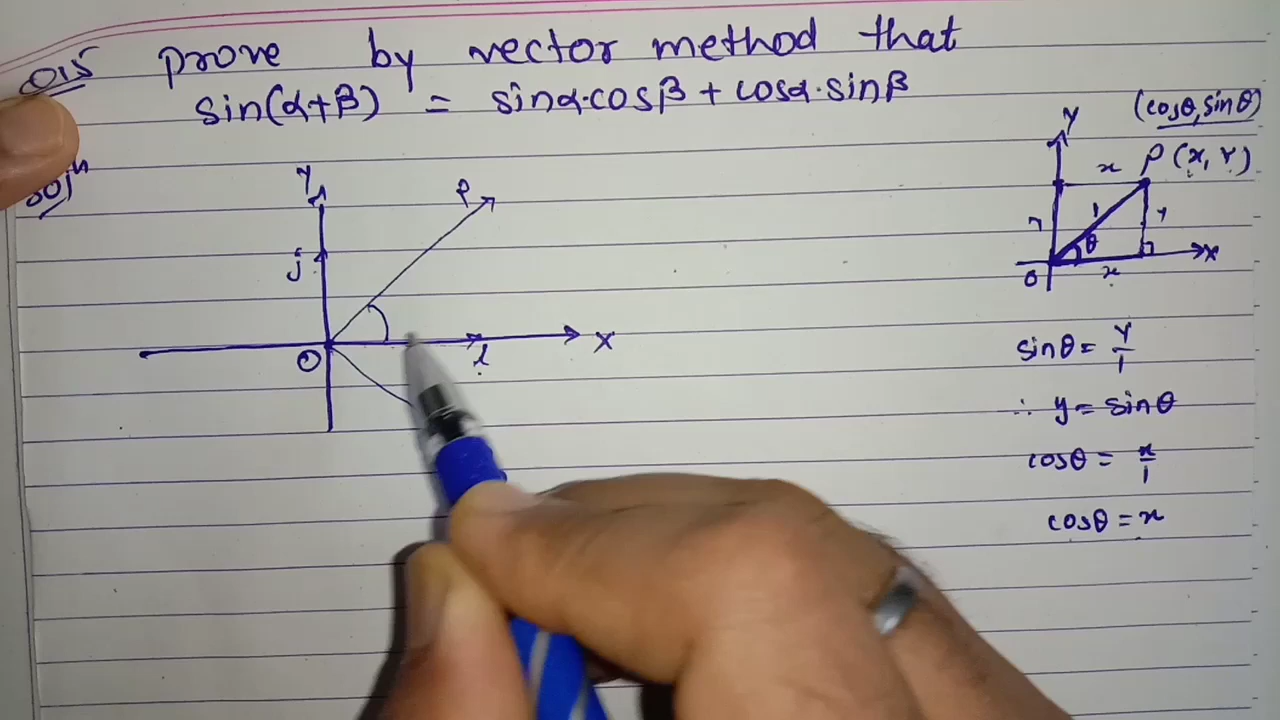 Q15 prove by vector method that
sin(α+β) = sinα·cosβ + cosα·sinβ
Solⁿ
Y
P
j
O
i
X
Y
(cosθ, sinθ)
x
P (x, Y)
Y
1
Y
θ
X
O
x
sinθ = Y/1
∴ y = sinθ
cosθ = x/1
cosθ = x